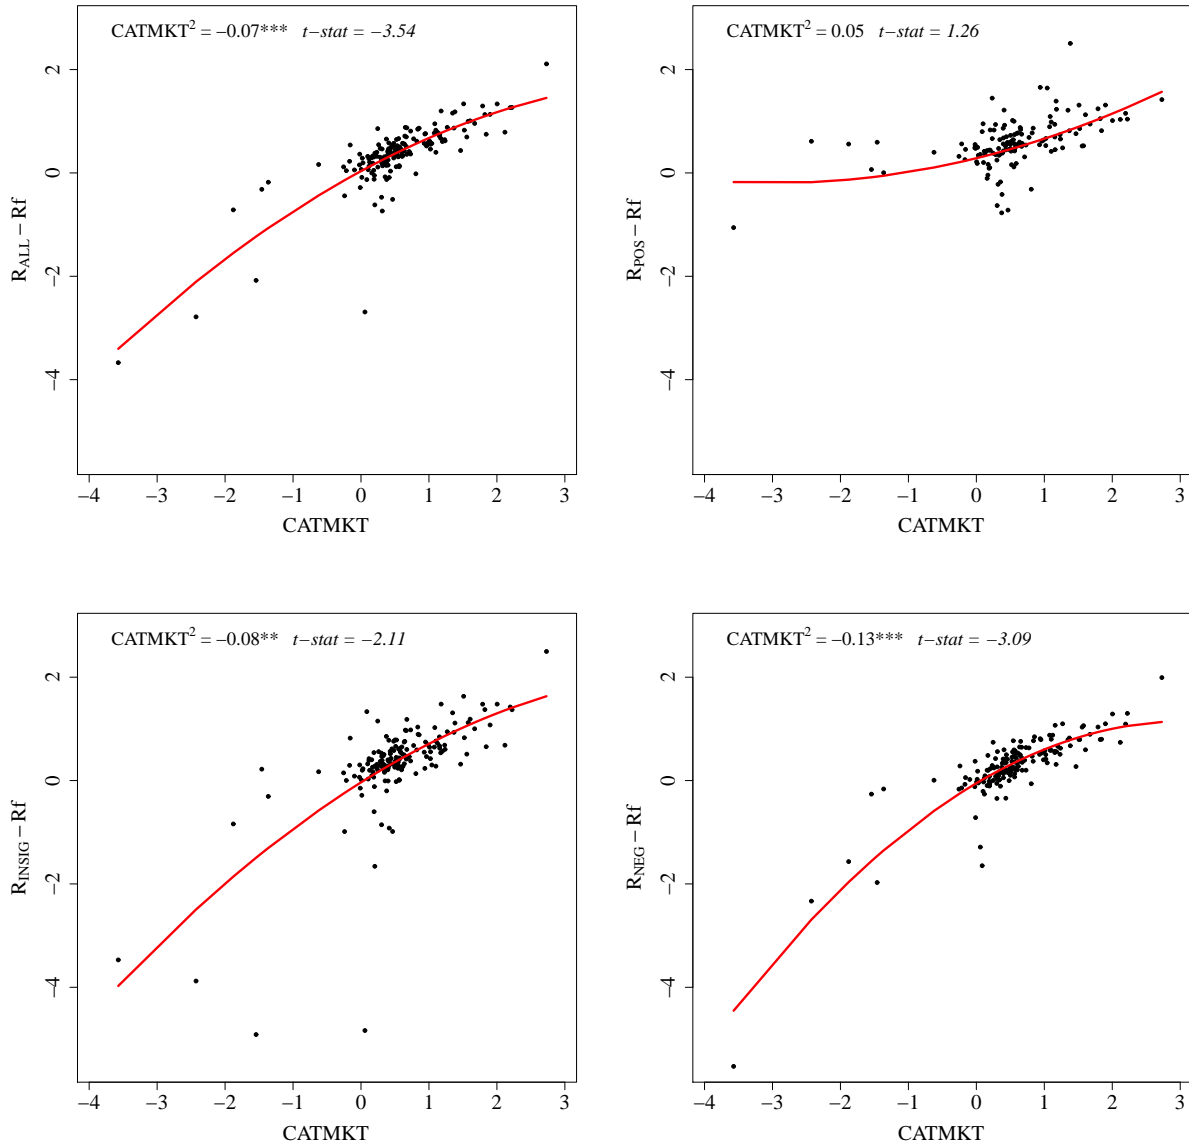 CATMKT² = −0.07*** t−stat = −3.54
R_ALL − Rf
2
0
−2
−4
−4 −3 −2 −1 0 1 2 3
CATMKT
CATMKT² = 0.05 t−stat = 1.26
R_POS − Rf
2
0
−2
−4
−4 −3 −2 −1 0 1 2 3
CATMKT
CATMKT² = −0.08** t−stat = −2.11
R_INSIG − Rf
2
0
−2
−4
−4 −3 −2 −1 0 1 2 3
CATMKT
CATMKT² = −0.13*** t−stat = −3.09
R_NEG − Rf
2
0
−2
−4
−4 −3 −2 −1 0 1 2 3
CATMKT